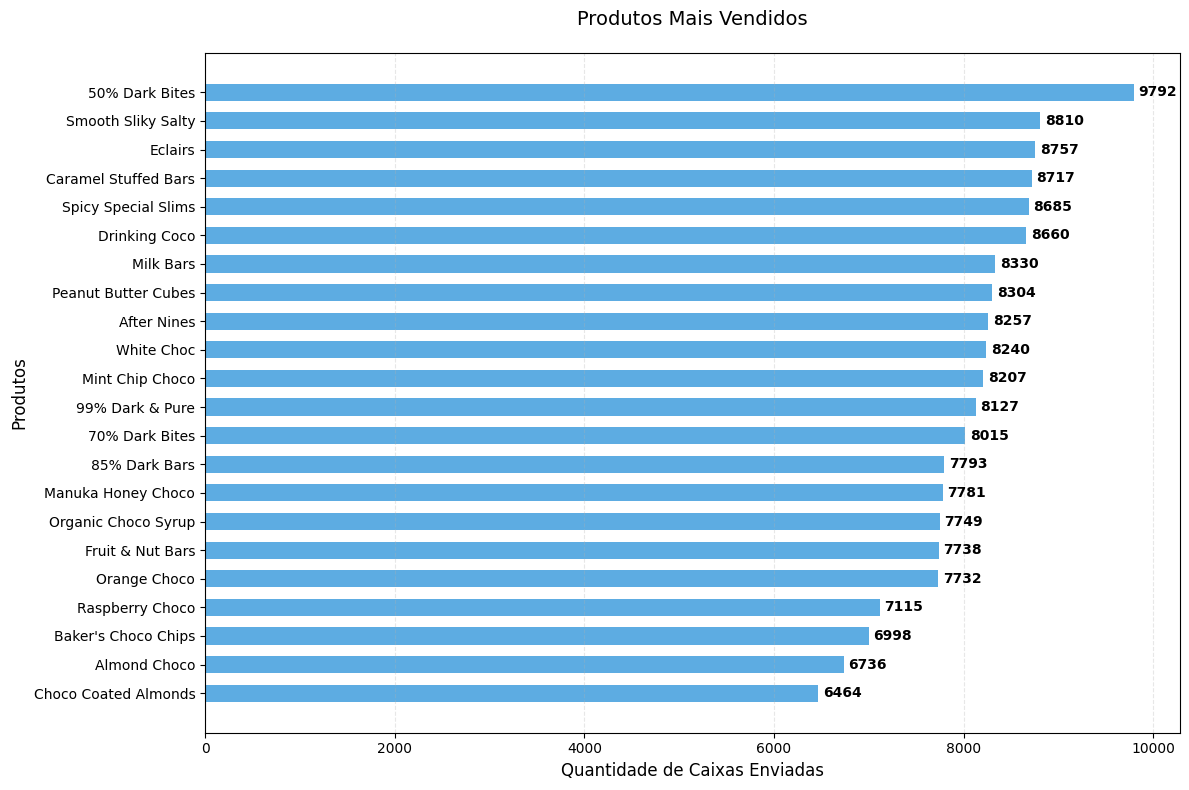 Produtos Mais Vendidos
50% Dark Bites 9792
Smooth Sliky Salty 8810
Eclairs 8757
Caramel Stuffed Bars 8717
Spicy Special Slims 8685
Drinking Coco 8660
Milk Bars 8330
Peanut Butter Cubes 8304
After Nines 8257
White Choc 8240
Mint Chip Choco 8207
99% Dark & Pure 8127
70% Dark Bites 8015
85% Dark Bars 7793
Manuka Honey Choco 7781
Organic Choco Syrup 7749
Fruit & Nut Bars 7738
Orange Choco 7732
Raspberry Choco 7115
Baker's Choco Chips 6998
Almond Choco 6736
Choco Coated Almonds 6464
Produtos
0 2000 4000 6000 8000 10000
Quantidade de Caixas Enviadas